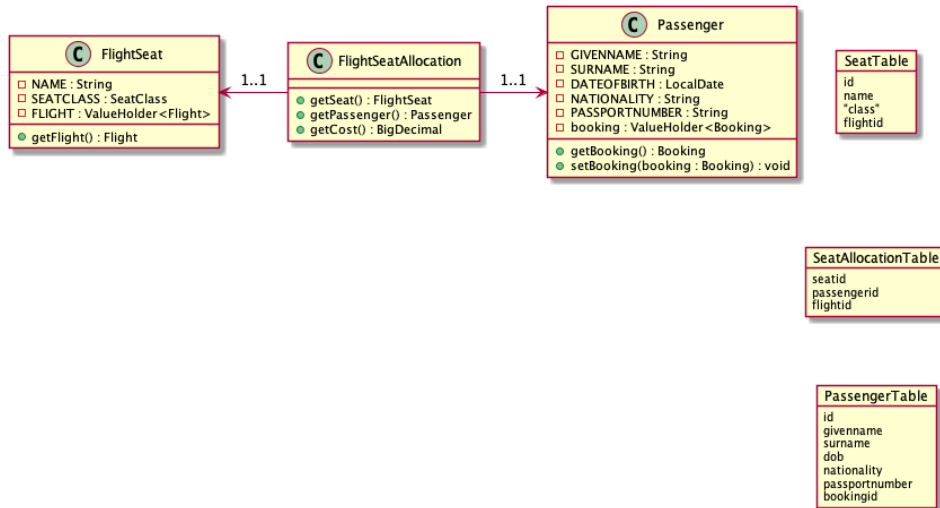 C FlightSeat
NAME : String
SEATCLASS : SeatClass
FLIGHT : ValueHolder<Flight>
getFlight() : Flight
1..1
C FlightSeatAllocation
getSeat() : FlightSeat
getPassenger() : Passenger
getCost() : BigDecimal
1..1
C Passenger
GIVENNAME : String
SURNAME : String
DATEOFBIRTH : LocalDate
NATIONALITY : String
PASSPORTNUMBER : String
booking : ValueHolder<Booking>
getBooking() : Booking
setBooking(booking : Booking) : void
SeatTable
id
name
"class"
flightid
SeatAllocationTable
seatid
passengerid
flightid
PassengerTable
id
givenname
surname
dob
nationality
passportnumber
bookingid